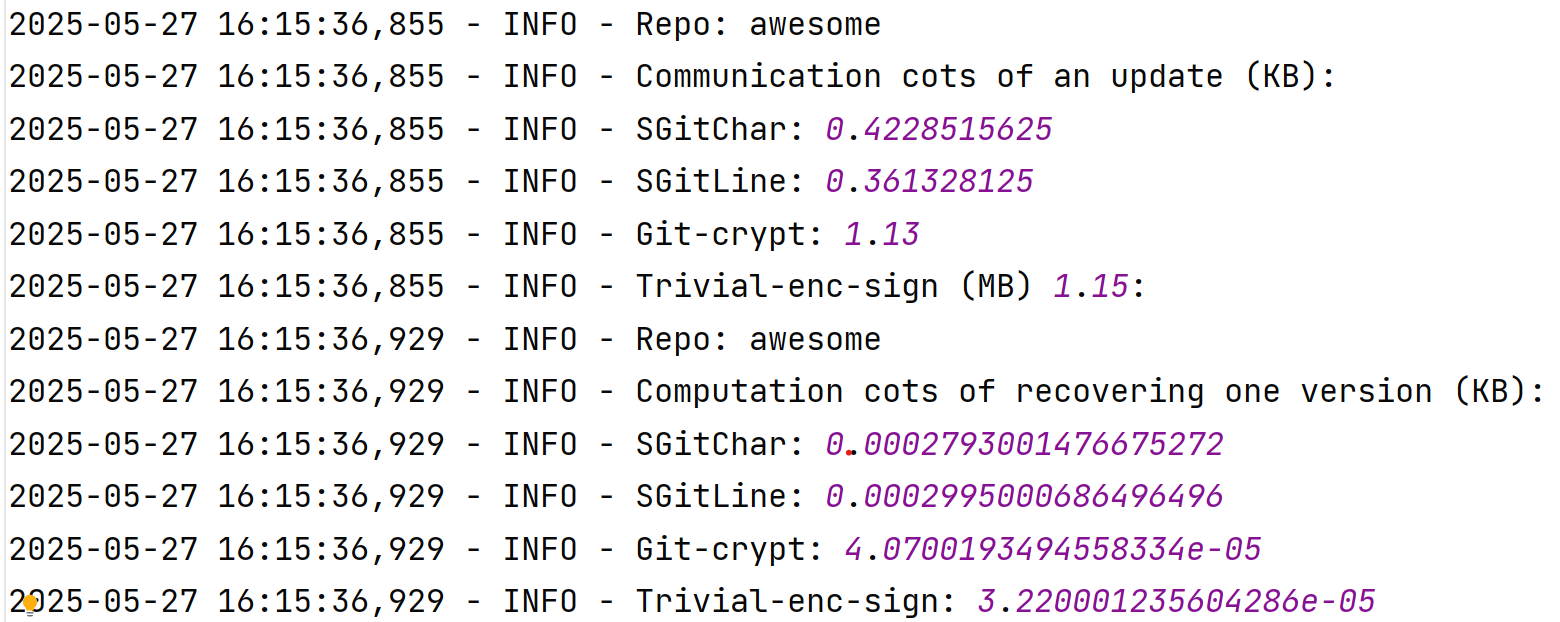 2025-05-27 16:15:36,855 - INFO - Repo: awesome
2025-05-27 16:15:36,855 - INFO - Communication cots of an update (KB):
2025-05-27 16:15:36,855 - INFO - SGitChar: 0.4228515625
2025-05-27 16:15:36,855 - INFO - SGitLine: 0.361328125
2025-05-27 16:15:36,855 - INFO - Git-crypt: 1.13
2025-05-27 16:15:36,855 - INFO - Trivial-enc-sign (MB) 1.15:
2025-05-27 16:15:36,929 - INFO - Repo: awesome
2025-05-27 16:15:36,929 - INFO - Computation cots of recovering one version (KB):
2025-05-27 16:15:36,929 - INFO - SGitChar: 0.0002793001476675272
2025-05-27 16:15:36,929 - INFO - SGitLine: 0.0002995000686496496
2025-05-27 16:15:36,929 - INFO - Git-crypt: 4.0700193494558334e-05
2025-05-27 16:15:36,929 - INFO - Trivial-enc-sign: 3.220001235604286e-05